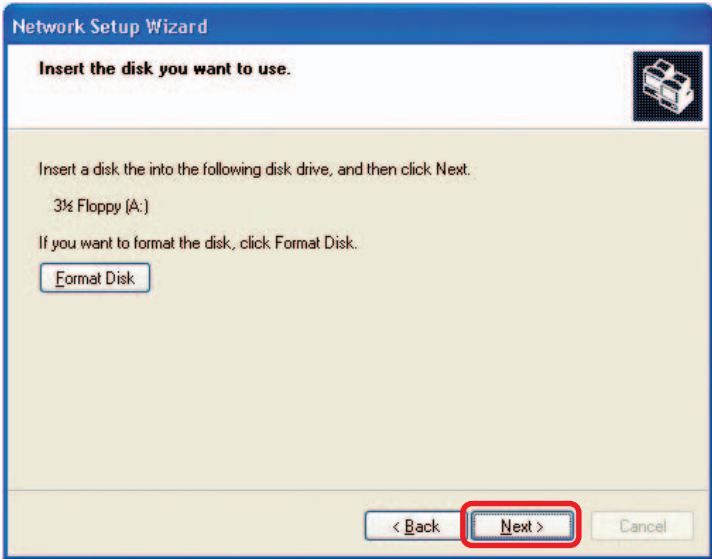 Network Setup Wizard
Insert the disk you want to use.
Insert a disk the into the following disk drive, and then click Next.
3½ Floppy (A:)
If you want to format the disk, click Format Disk.
Format Disk
< Back Next > Cancel